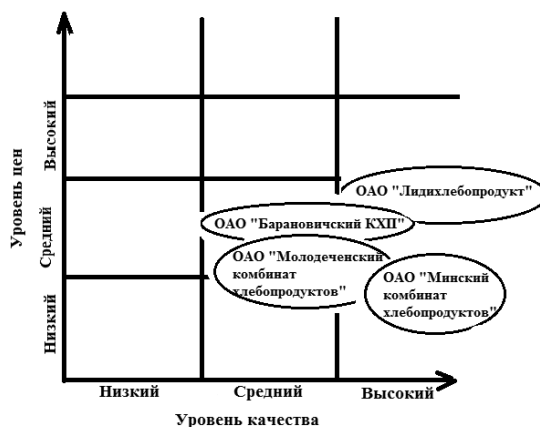 Уровень цен
Высокий
Средний
Низкий
ОАО "Лидихлебопродукт"
ОАО "Барановичский КХП"
ОАО "Молодеченский
комбинат
хлебопродуктов"
ОАО "Минский
комбинат
хлебопродуктов"
Низкий
Средний
Высокий
Уровень качества